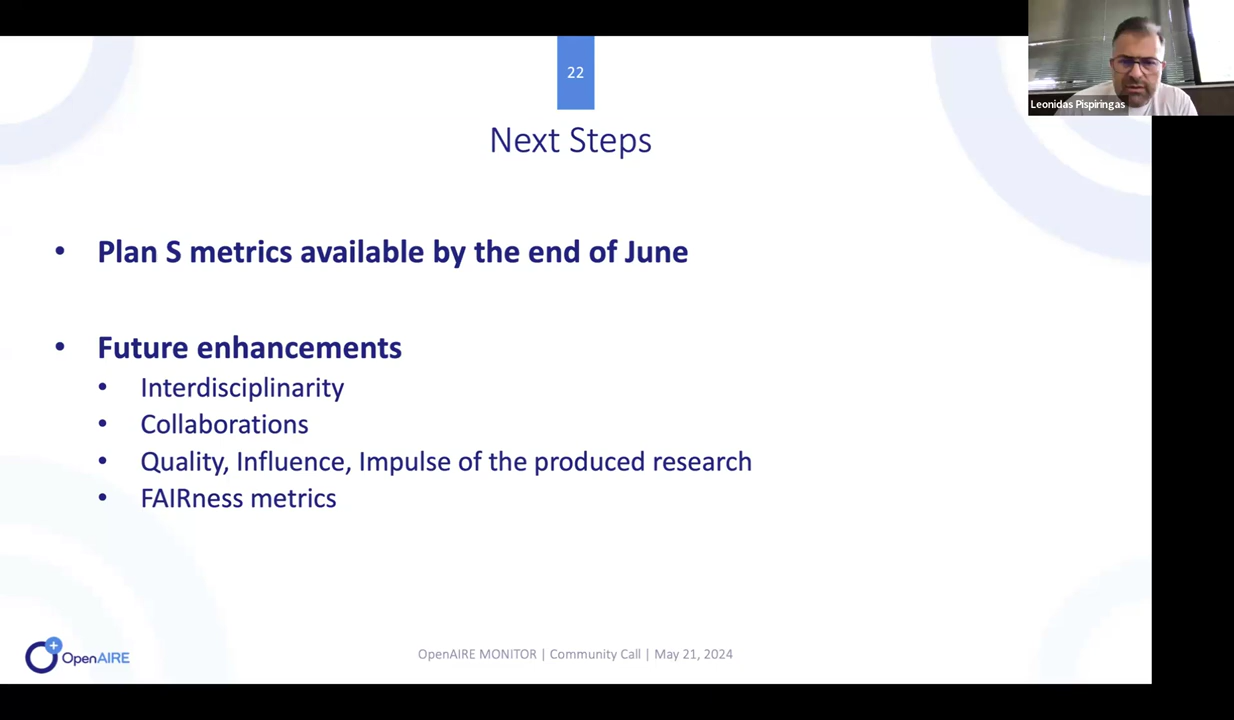 22
Leonidas Pispiringas
Next Steps
• Plan S metrics available by the end of June
• Future enhancements
• Interdisciplinarity
• Collaborations
• Quality, Influence, Impulse of the produced research
• FAIRness metrics
OpenAIRE
OpenAIRE MONITOR | Community Call | May 21, 2024